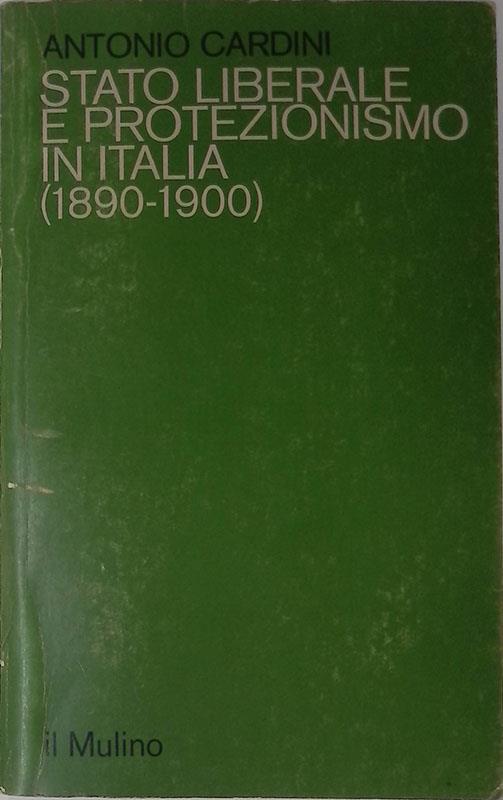 ANTONIO CARDINI
STATO LIBERALE
E PROTEZIONISMO
IN ITALIA
(1890-1900)
il Mulino